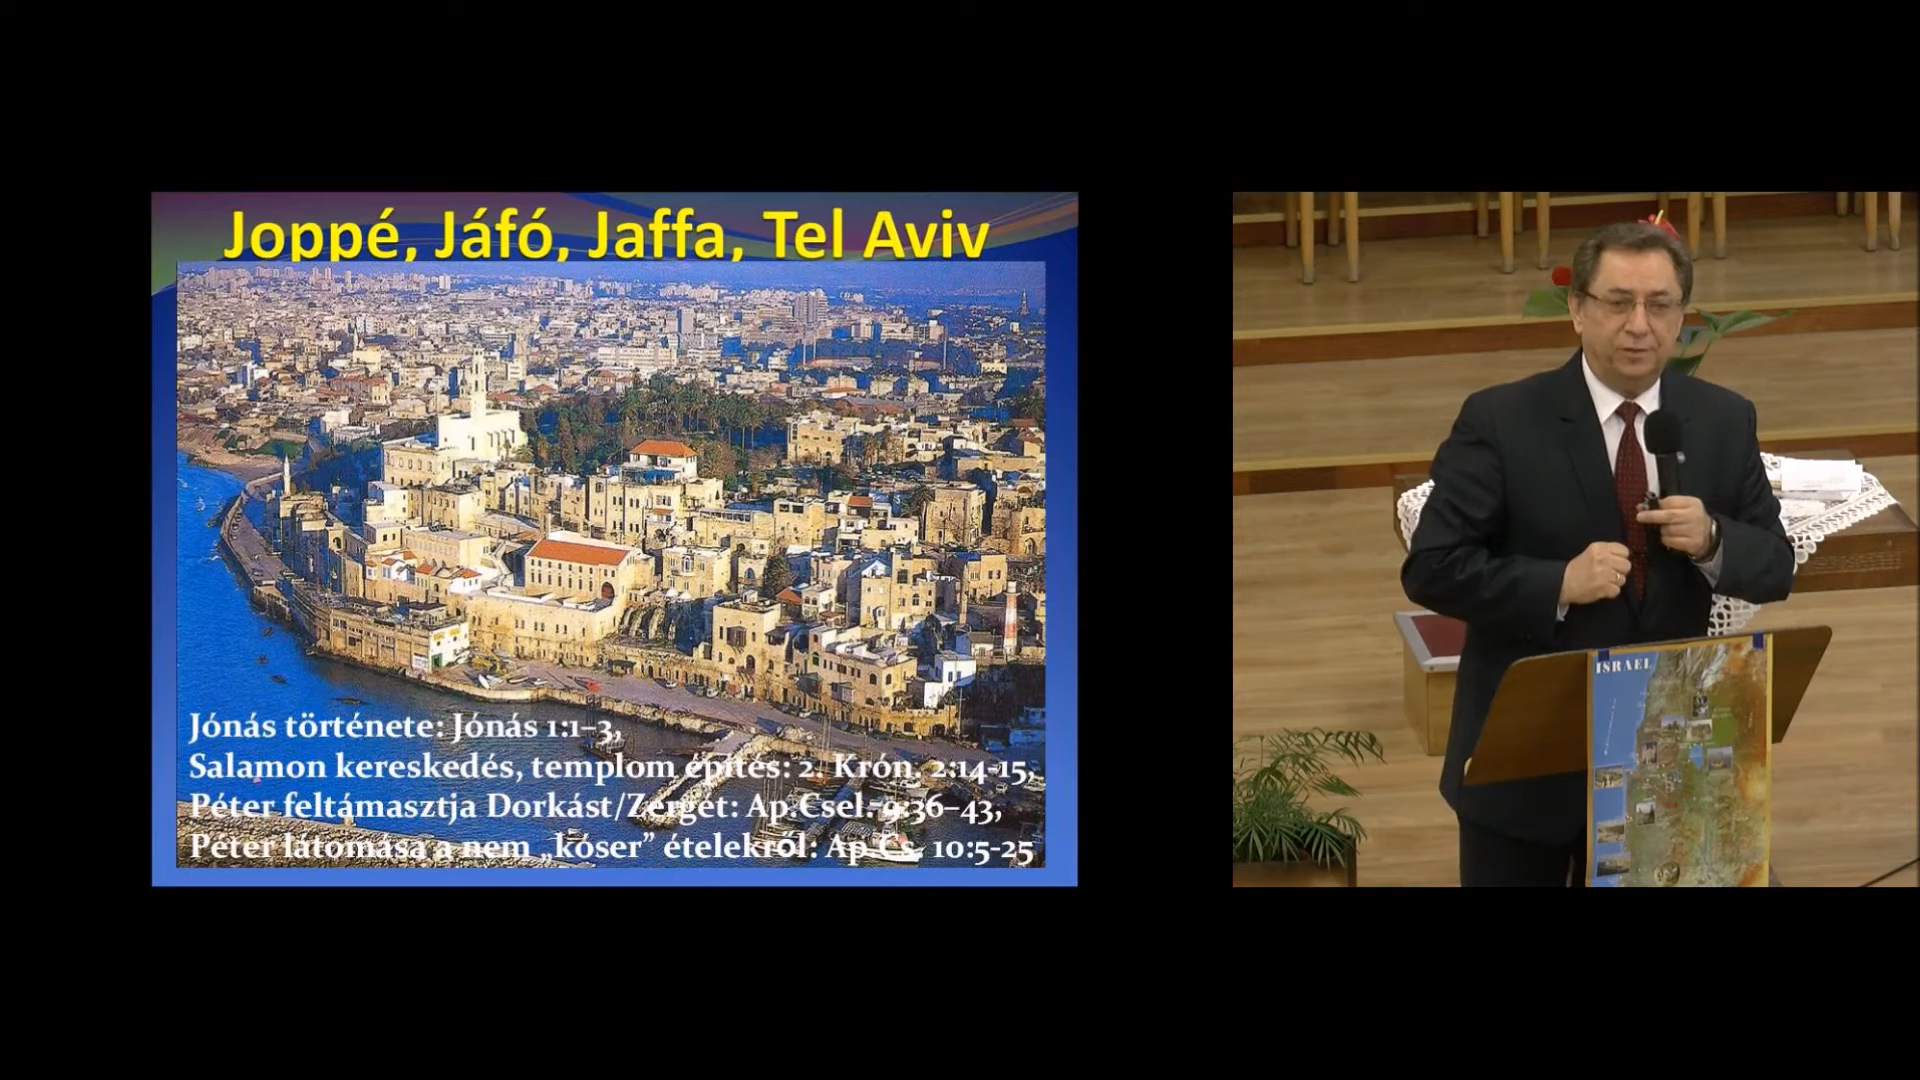 Joppé, Jáfó, Jaffa, Tel Aviv
Jónás története: Jónás 1:1–3,
Salamon kereskedés, templom építés: 2. Krón. 2:14-15,
Péter feltámasztja Dorkást/Zerget: Ap.Csel. 9:36–43,
Péter látomása a nem „kóser” ételekről: Ap.Cs. 10:5-25
ISRAEL